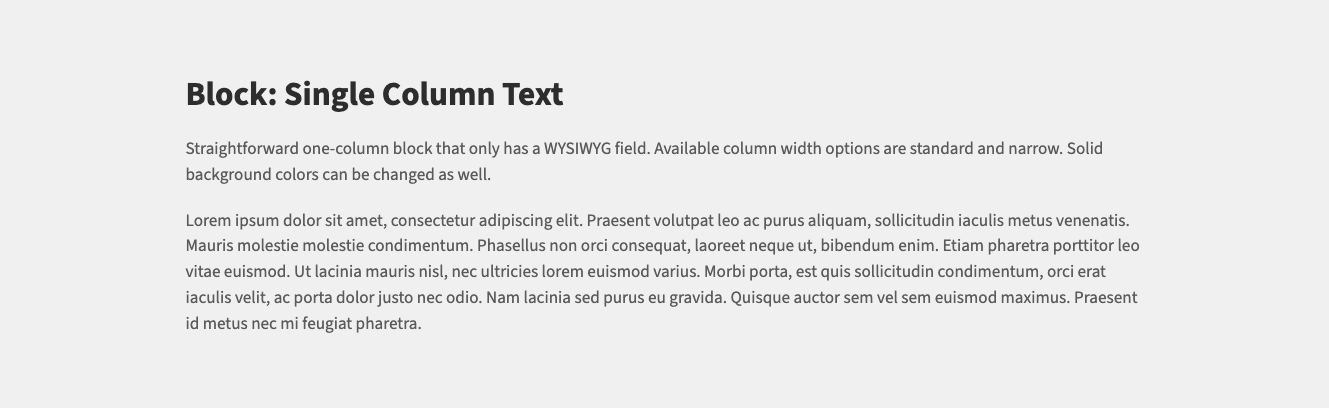 Block: Single Column Text
Straightforward one-column block that only has a WYSIWYG field. Available column width options are standard and narrow. Solid
background colors can be changed as well.
Lorem ipsum dolor sit amet, consectetur adipiscing elit. Praesent volutpat leo ac purus aliquam, sollicitudin iaculis metus venenatis.
Mauris molestie molestie condimentum. Phasellus non orci consequat, laoreet neque ut, bibendum enim. Etiam pharetra porttitor leo
vitae euismod. Ut lacinia mauris nisl, nec ultricies lorem euismod varius. Morbi porta, est quis sollicitudin condimentum, orci erat
iaculis velit, ac porta dolor justo nec odio. Nam lacinia sed purus eu gravida. Quisque auctor sem vel sem euismod maximus. Praesent
id metus nec mi feugiat pharetra.